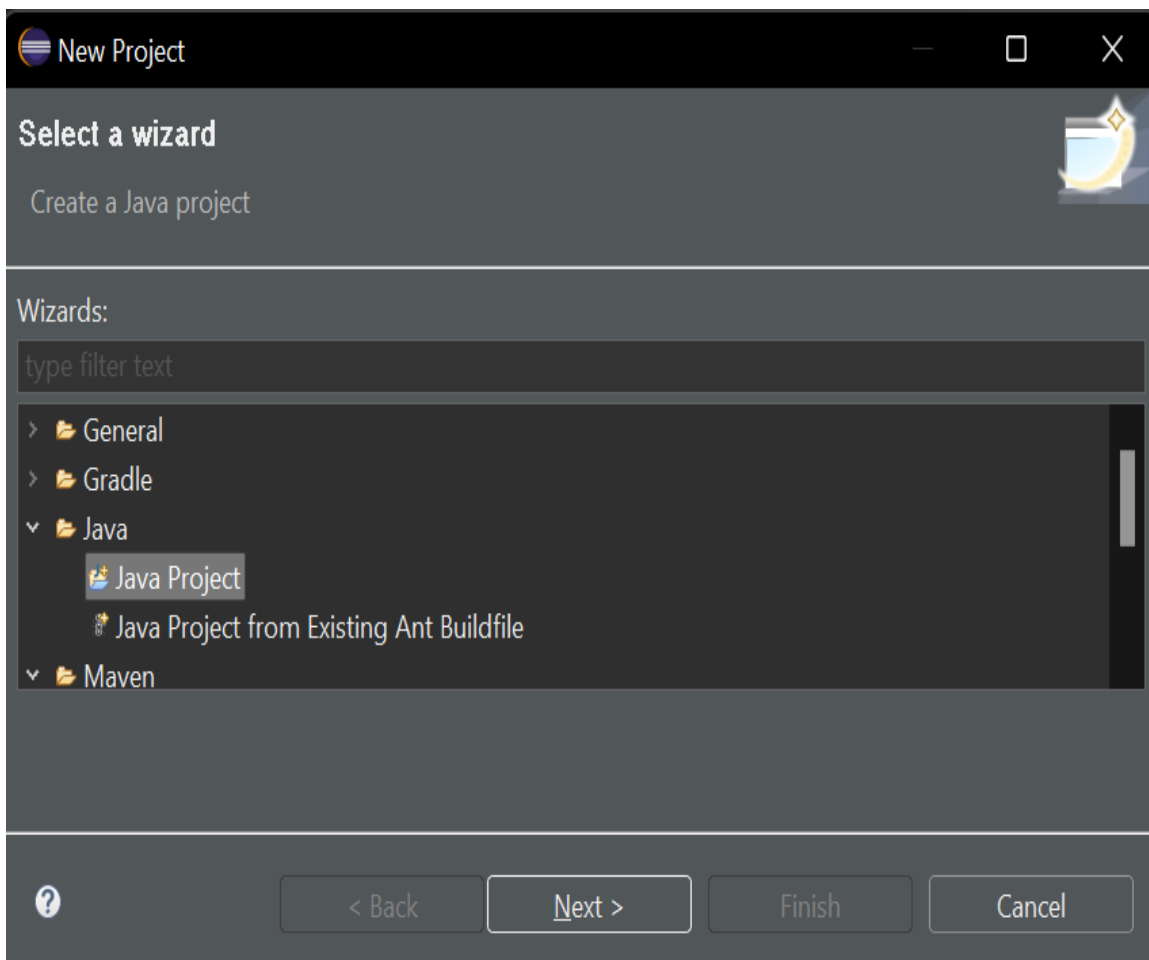 New Project
Select a wizard
Create a Java project
Wizards:
type filter text
General
Gradle
Java
Java Project
Java Project from Existing Ant Buildfile
Maven
< Back Next > Finish Cancel